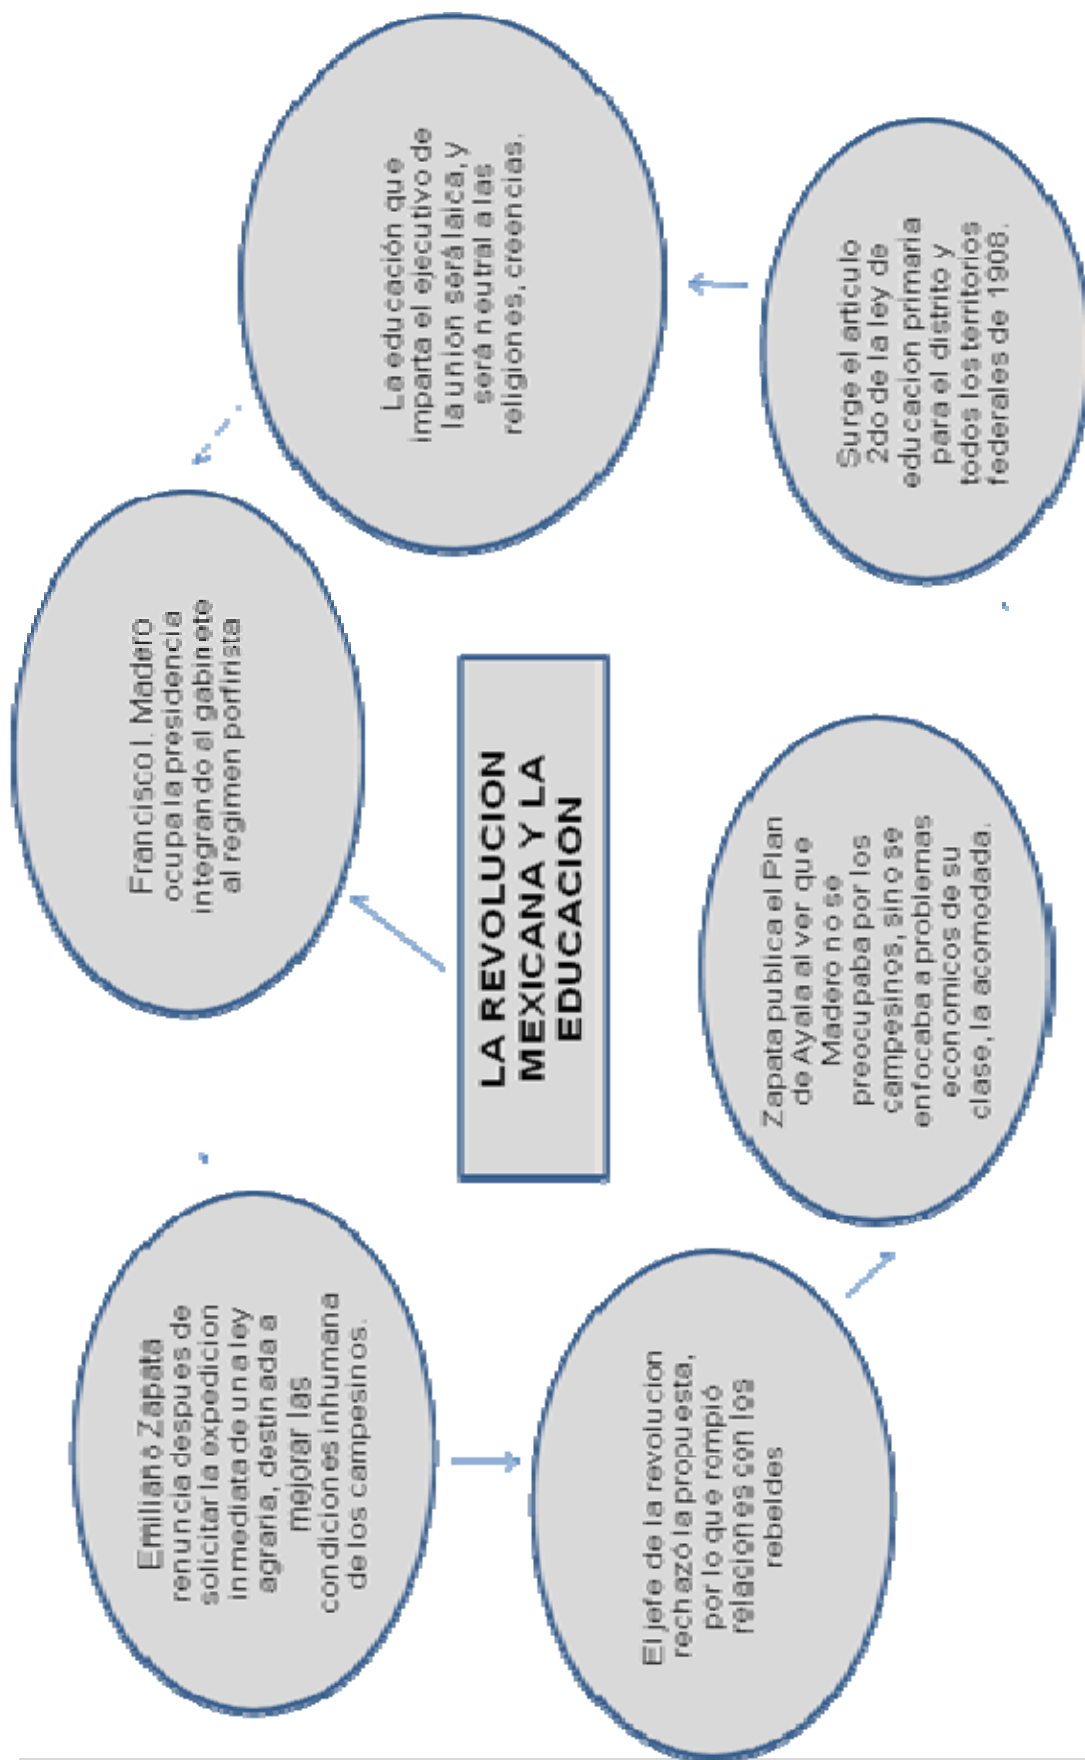 LA REVOLUCION
MEXICANA Y LA
EDUCACION
Francisco I. Madero
ocupa la presidencia
integrando al gabinete
al regimen porfirista
Emiliano Zapata
renuncia despues de
solicitar la expedicion
inmediata de una ley
agraria, destinada a
mejorar las
condiciones inhumana
de los campesinos.
El jefe de la revolucion
rechazó la propuesta,
por lo que rompió
relaciones con los
rebeldes
Zapata publica el Plan
de Ayala al ver que
Madero no se
preocupaba por los
campesinos, sino se
enfocaba a problemas
economicos de su
clase, la acomodada.
Surge el articulo
2do de la ley de
educacion primaria
para el distrito y
todos los territorios
federales de 1908.
La educación que
imparta el ejecutivo de
la unión será laica, y
será neutral a las
religiones, creencias.